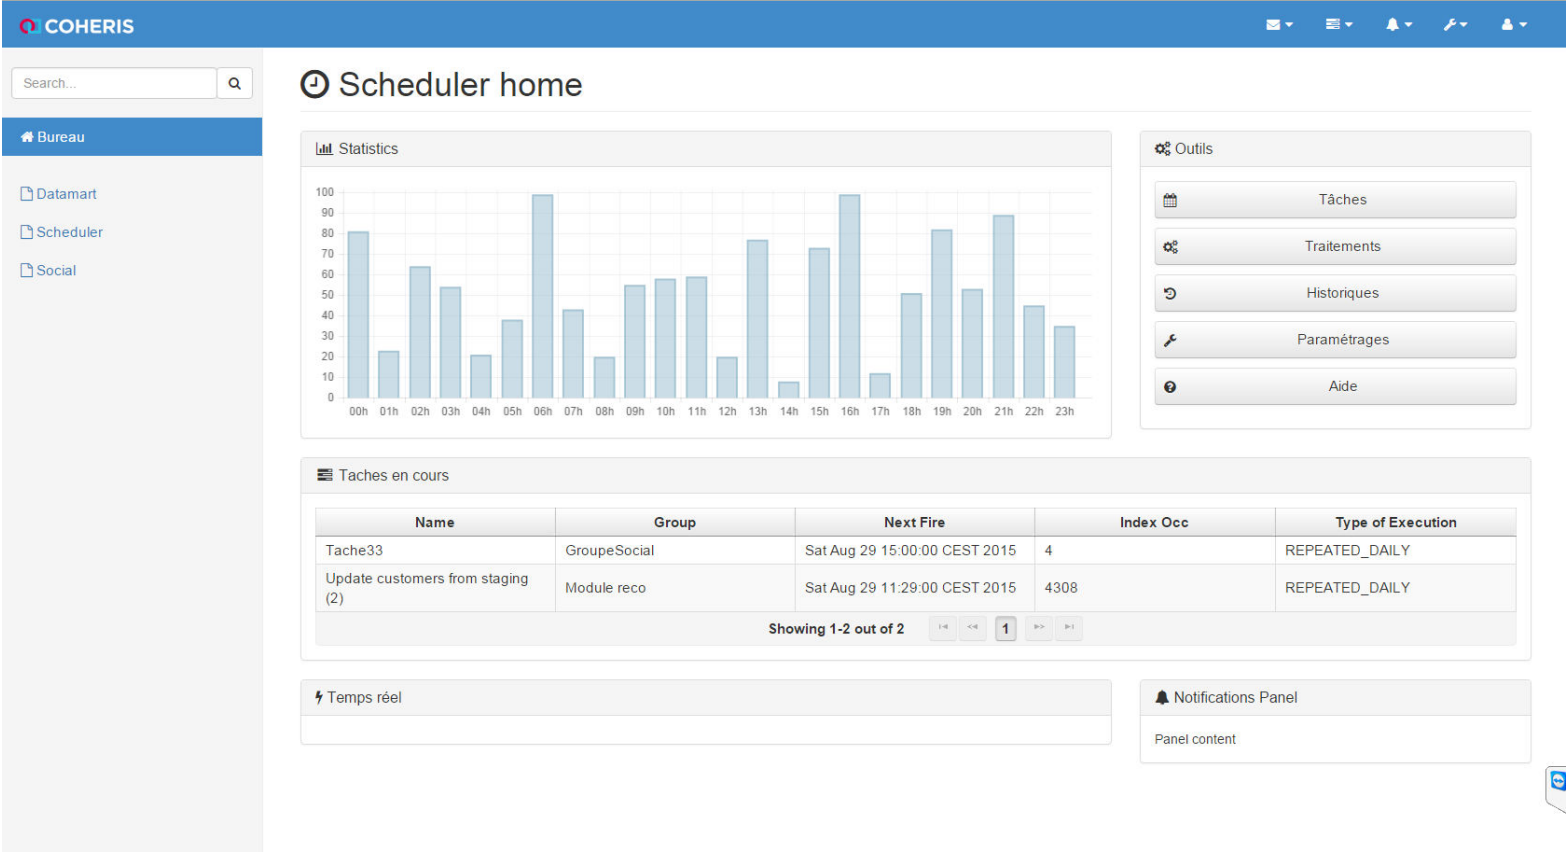 COHERIS
Search...
Bureau
Datamart
Scheduler
Social
Scheduler home
Statistics
100
90
80
70
60
50
40
30
20
10
0
00h 01h 02h 03h 04h 05h 06h 07h 08h 09h 10h 11h 12h 13h 14h 15h 16h 17h 18h 19h 20h 21h 22h 23h
Outils
Tâches
Traitements
Historiques
Paramétrages
Aide
Taches en cours
Name Group Next Fire Index Occ Type of Execution
Tache33 GroupeSocial Sat Aug 29 15:00:00 CEST 2015 4 REPEATED_DAILY
Update customers from staging
(2) Module reco Sat Aug 29 11:29:00 CEST 2015 4308 REPEATED_DAILY
Showing 1-2 out of 2 1
Temps réel
Notifications Panel
Panel content